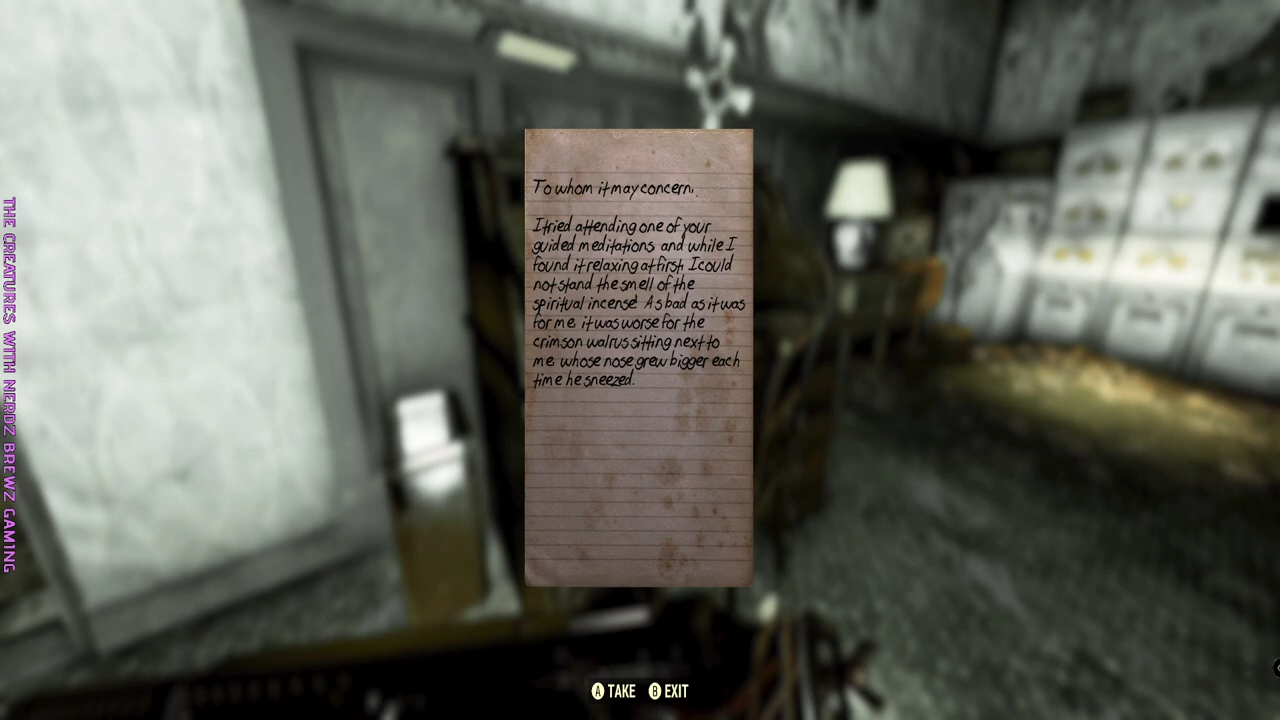 To whom it may concern,
I tried attending one of your
guided meditations and while I
found it relaxing at first, I could
not stand the smell of the
spiritual incense! As bad as it was
for me it was worse for the
crimson walrus sitting next to
me whose nose grew bigger each
time he sneezed.
A TAKE B EXIT
THE CREATURES WITH NERDZ BREWZ GAMING